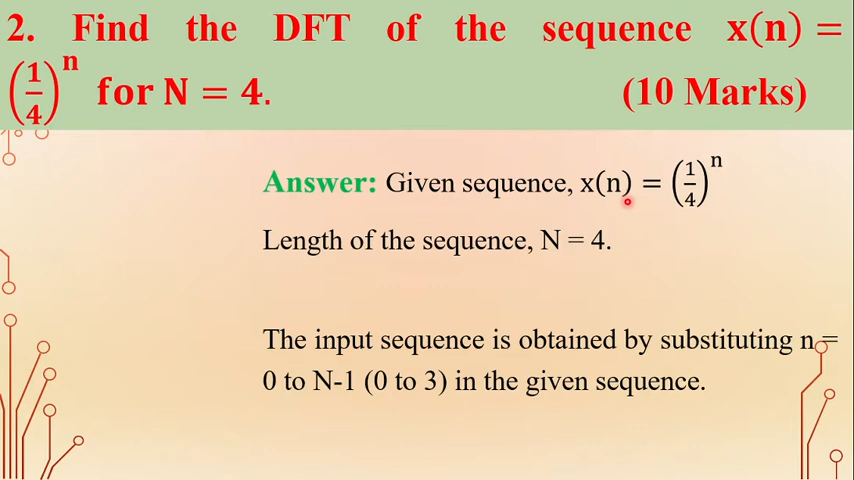 2. Find the DFT of the sequence x(n) =
(1/4)^n for N = 4. (10 Marks)
Answer: Given sequence, x(n) = (1/4)^n
Length of the sequence, N = 4.
The input sequence is obtained by substituting n =
0 to N-1 (0 to 3) in the given sequence.